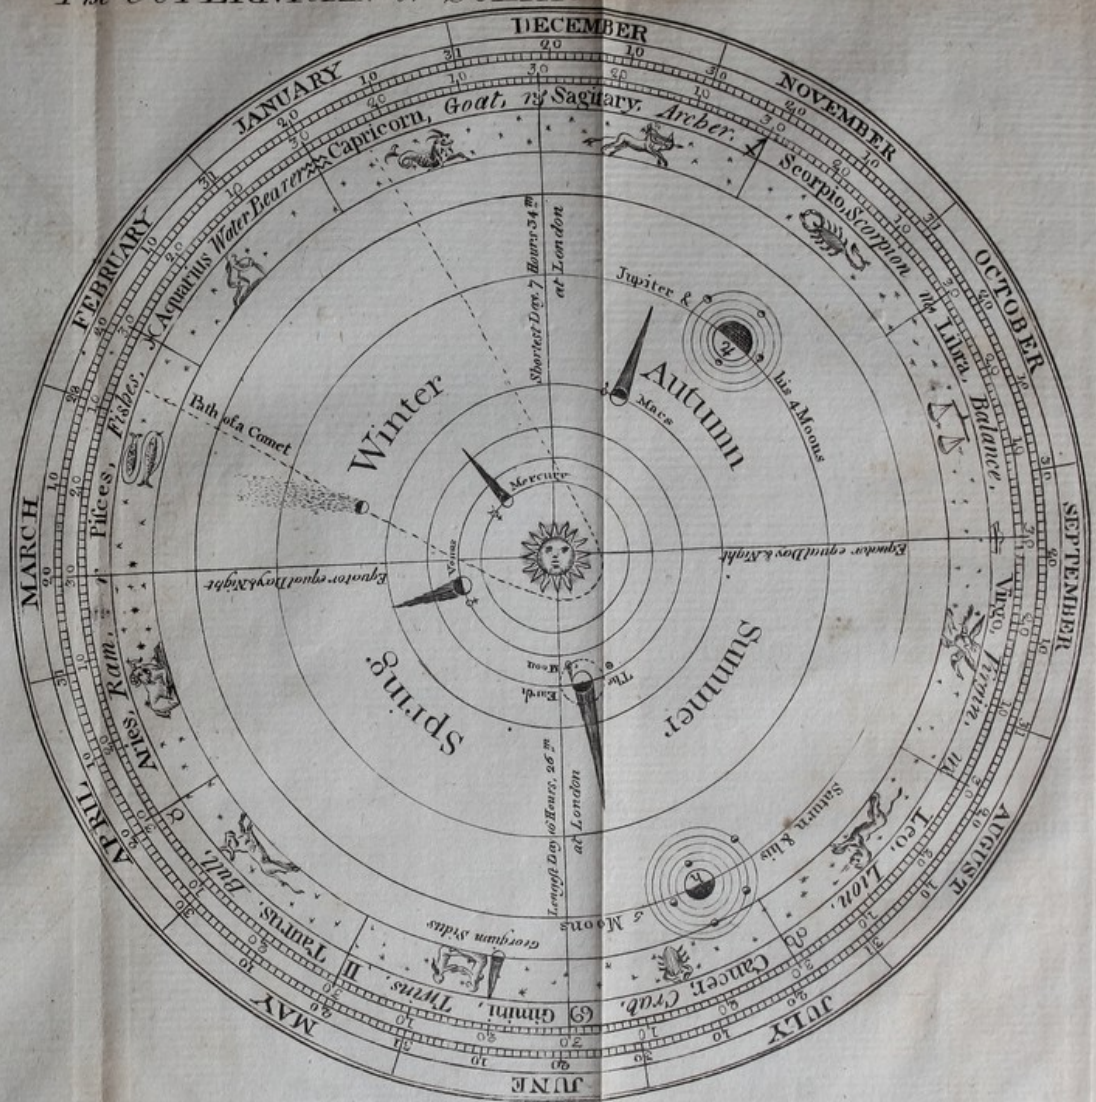 DECEMBER
NOVEMBER
OCTOBER
SEPTEMBER
AUGUST
JULY
JUNE
MAY
APRIL
MARCH
FEBRUARY
JANUARY
Capricorn, Goat, ♑
Sagitary, Archer. ♐
Scorpio, Scorpion ♏
Libra, Balance, ♎
Virgo, Virgin, ♍
Leo, Lion, ♌
Cancer, Crab, ♋
Gimini, Twins, ♊
Taurus, Bull, ♉
Aries, Ram, ♈
Pisces, Fishes, ♓
Aquarius Water Bearer ♒
Shortest Day, 7 Hours 34 m
at London
Jupiter &
his 4 Moons
♄
Mars
Autumn
Winter
Path of a Comet
Mercury
Venus
Equator equal Day & Night
Equator equal Day & Night
Spring
Summer
The
Earth
& Moon
Longest Day 16 Hours, 26 m
at London
Saturn & his
5 Moons
♄
Georgium Sidus